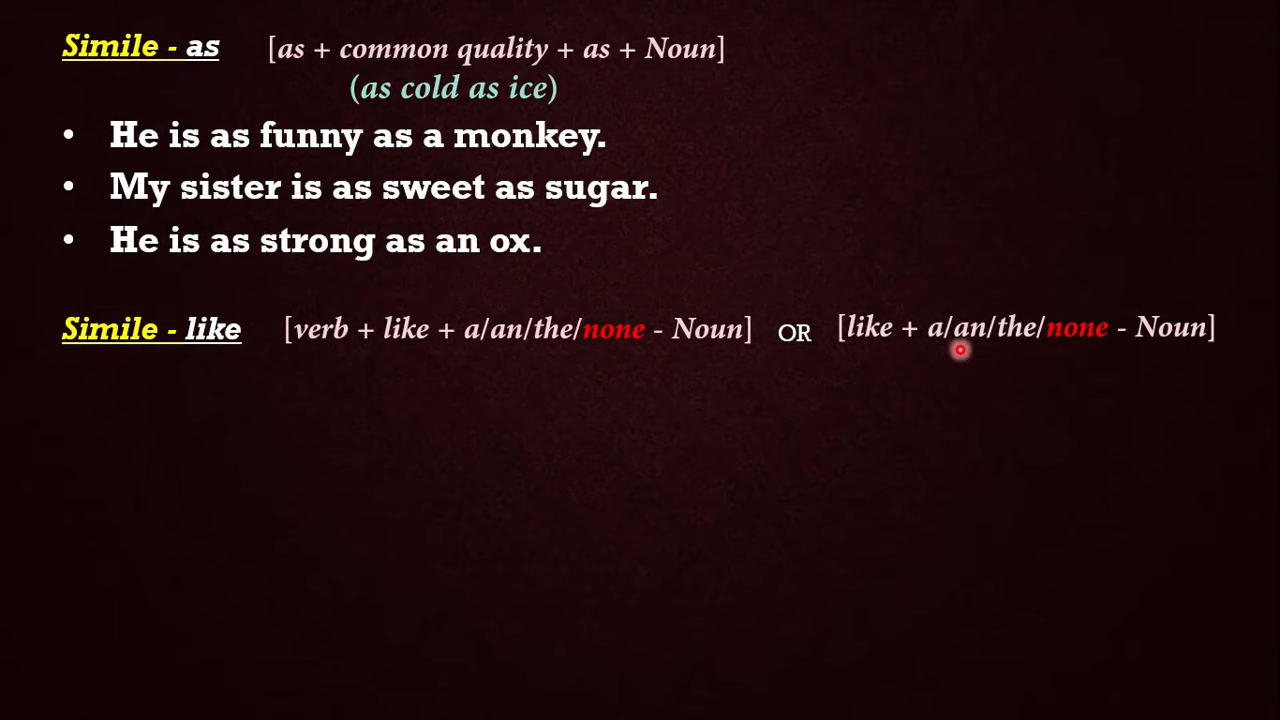 Simile - as [as + common quality + as + Noun]
(as cold as ice)
• He is as funny as a monkey.
• My sister is as sweet as sugar.
• He is as strong as an ox.
Simile - like [verb + like + a/an/the/none - Noun] OR [like + a/an/the/none - Noun]